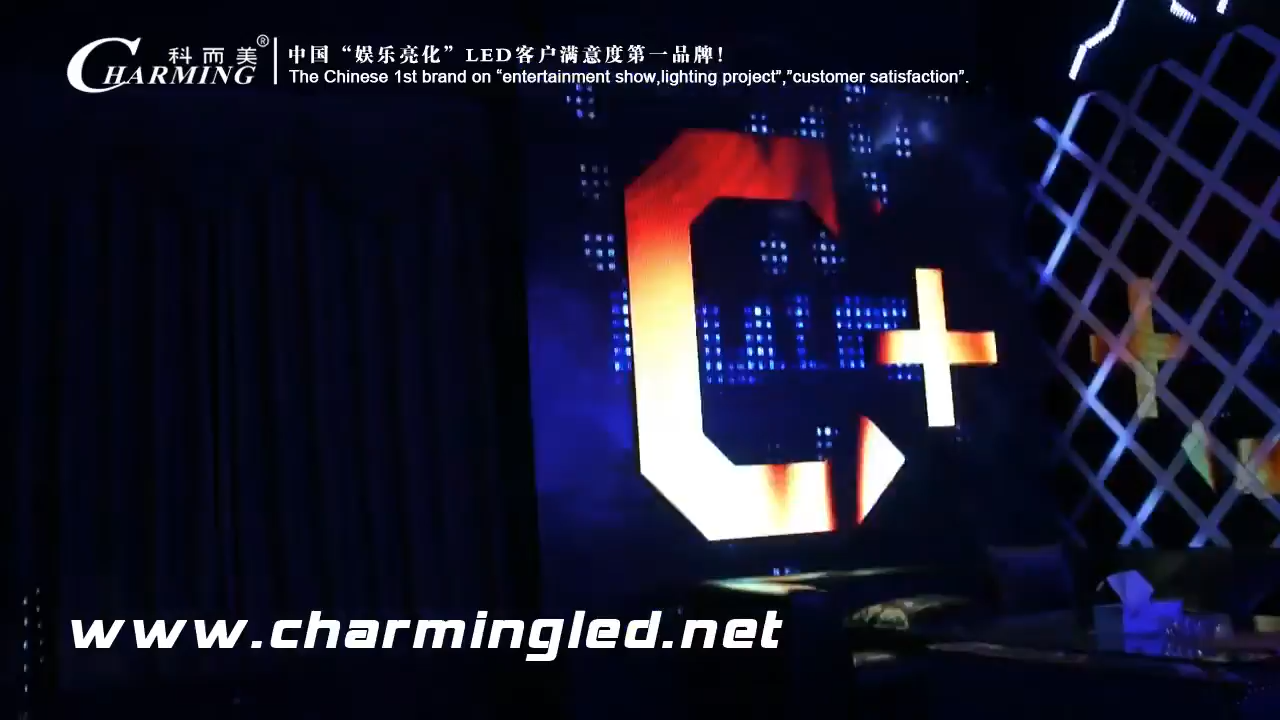 科而美®
CHARMING
中国“娱乐亮化”LED客户满意度第一品牌！
The Chinese 1st brand on “entertainment show,lighting project”,”customer satisfaction”.
C+
www.charmingled.net